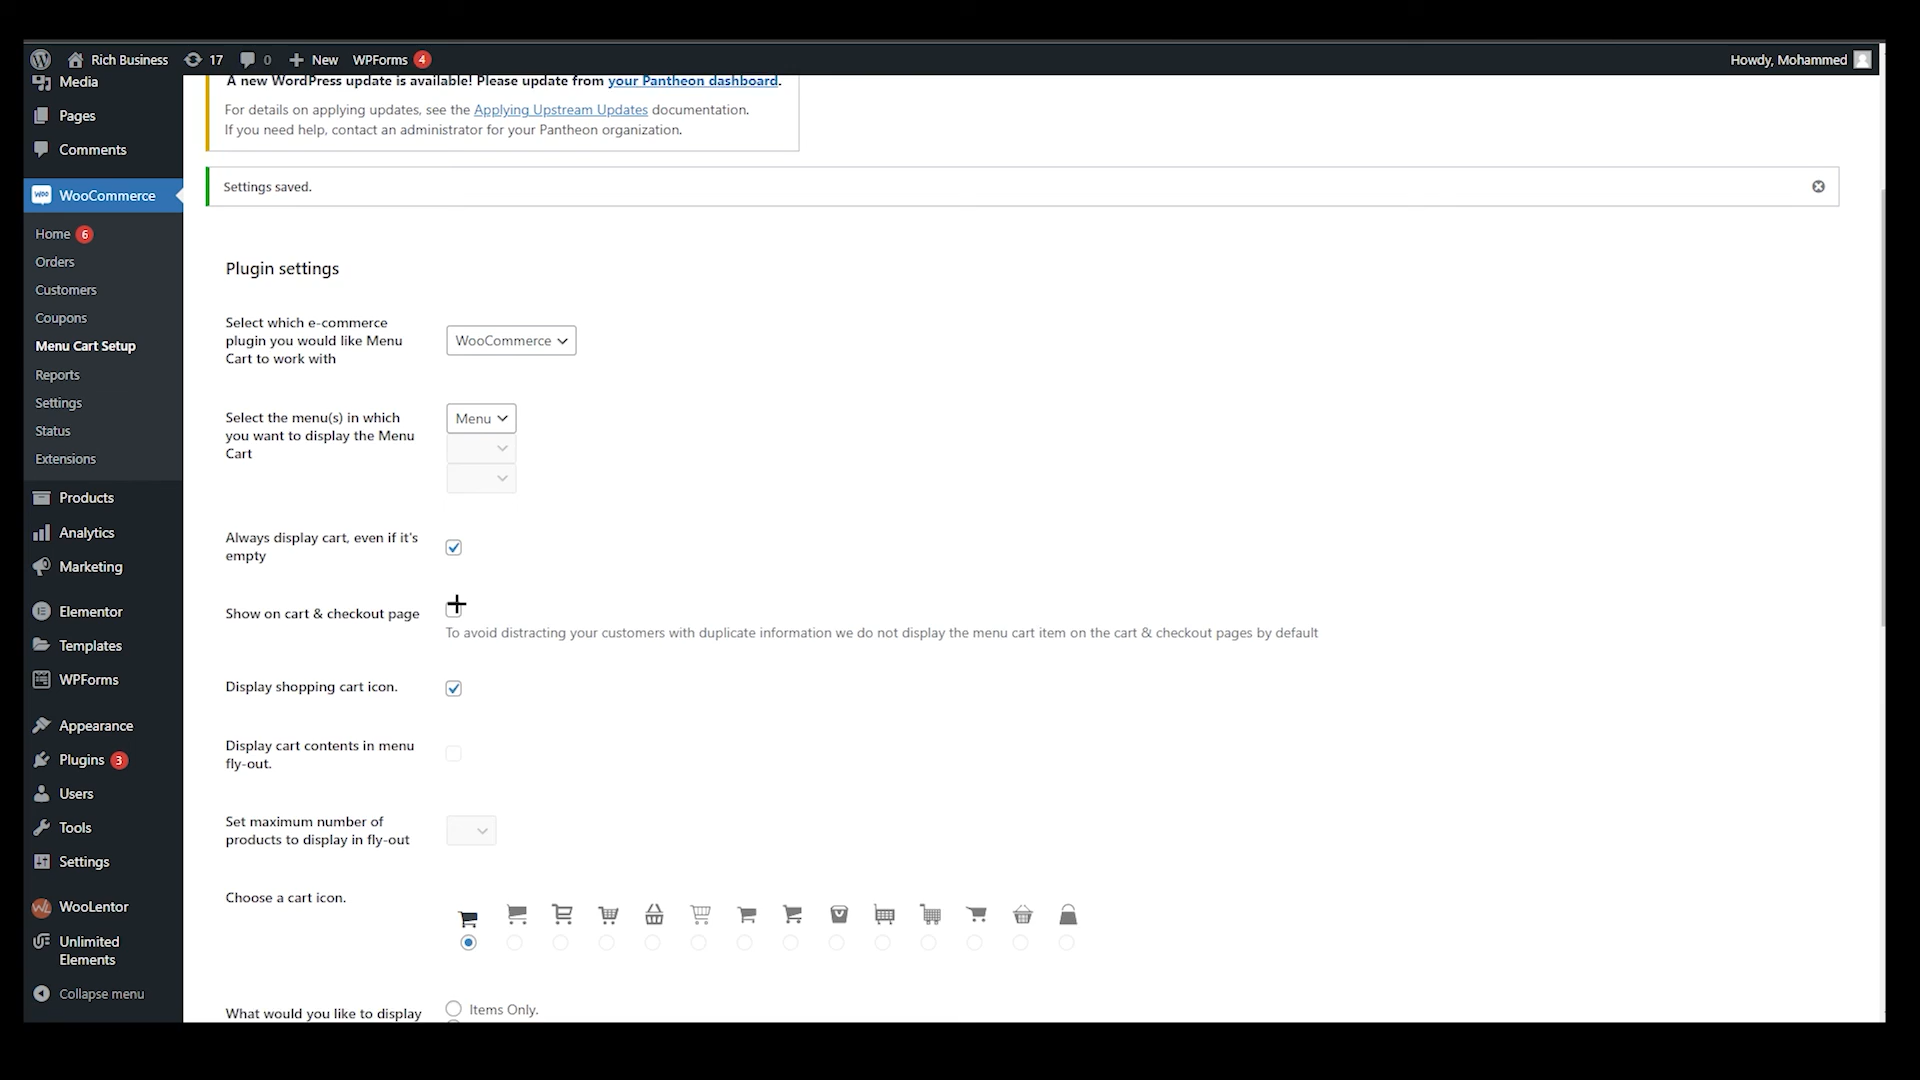 Rich Business
17
0
New
WPForms 4
Howdy, Mohammed
Media
Pages
Comments
WooCommerce
Home 6
Orders
Customers
Coupons
Menu Cart Setup
Reports
Settings
Status
Extensions
Products
Analytics
Marketing
Elementor
Templates
WPForms
Appearance
Plugins 3
Users
Tools
Settings
WooLentor
Unlimited
Elements
Collapse menu
A new WordPress update is available! Please update from your Pantheon dashboard.
For details on applying updates, see the Applying Upstream Updates documentation.
If you need help, contact an administrator for your Pantheon organization.
Settings saved.
Plugin settings
Select which e-commerce
plugin you would like Menu
Cart to work with
WooCommerce
Select the menu(s) in which
you want to display the Menu
Cart
Menu
Always display cart, even if it's
empty
Show on cart & checkout page
To avoid distracting your customers with duplicate information we do not display the menu cart item on the cart & checkout pages by default
Display shopping cart icon.
Display cart contents in menu
fly-out.
Set maximum number of
products to display in fly-out
Choose a cart icon.
What would you like to display
Items Only.